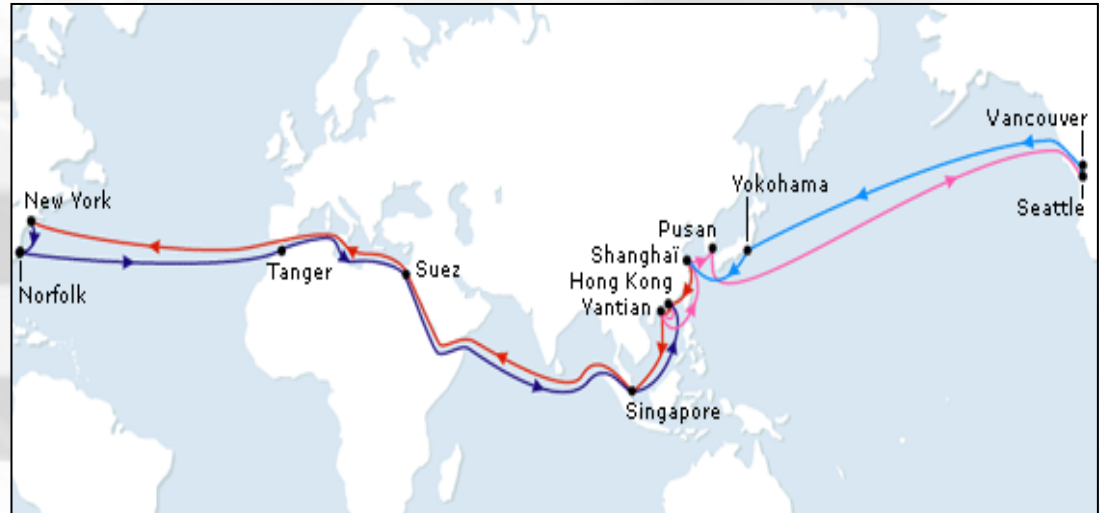 Vancouver
New York
Yokohama
Seattle
Pusan
Shanghaï
Tanger
Suez
Hong Kong
Norfolk
Yantian
Singapore